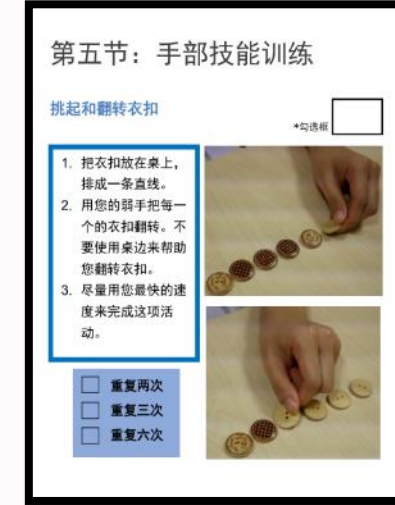 第五节：手部技能训练
挑起和翻转衣扣
*勾选框
1. 把衣扣放在桌上，
排成一条直线。
2. 用您的弱手把每一
个的衣扣翻转。不
要使用桌边来帮助
您翻转衣扣。
3. 尽量用您最快的速
度来完成这项活
动。
重复两次
重复三次
重复六次